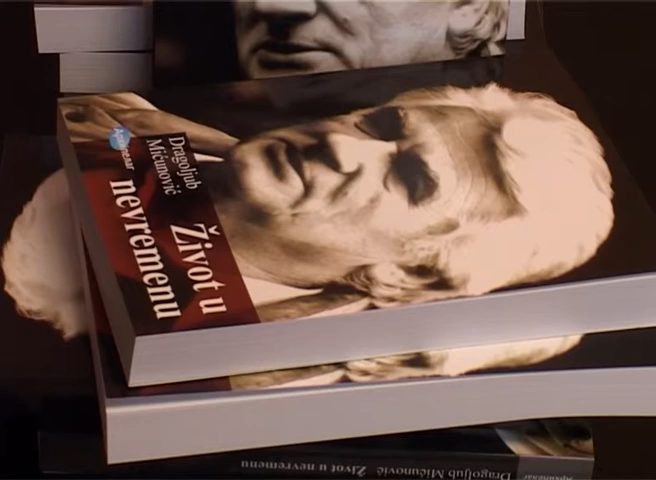 Dragoljub
Mićunović
Život u
nevremenu
Dragoljub Mićunović Život u nevremenu